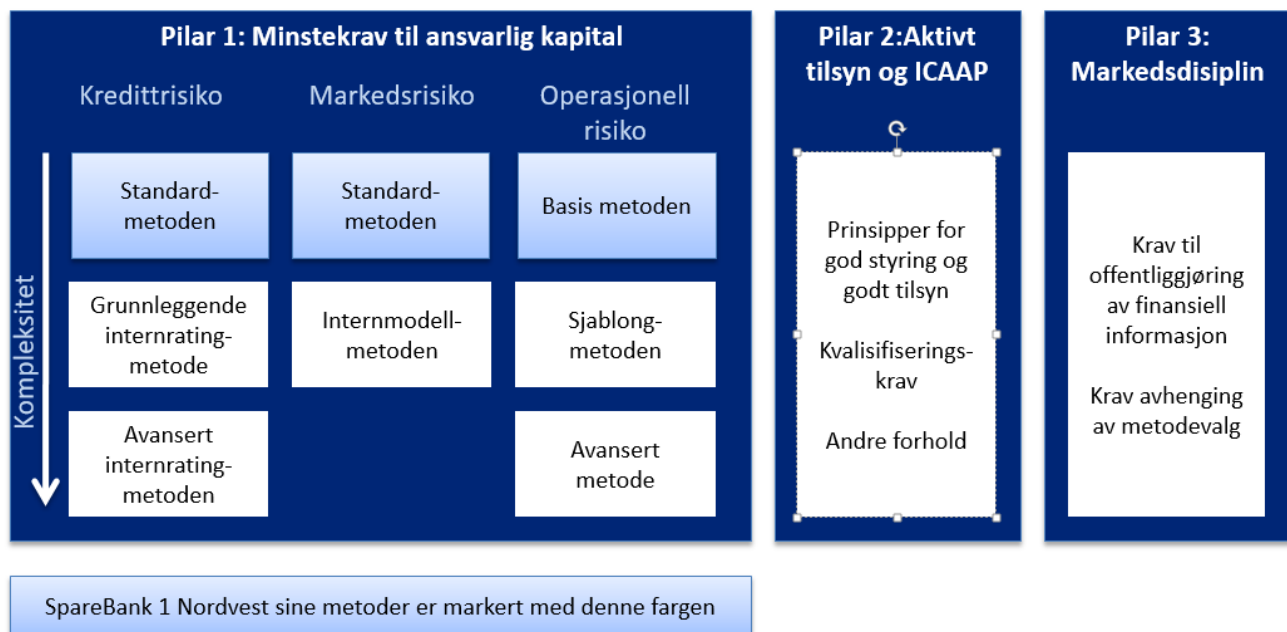 Pilar 1: Minstekrav til ansvarlig kapital
Kredittrisiko
Markedsrisiko
Operasjonell
risiko
Kompleksitet
Standard-
metoden
Standard-
metoden
Basis metoden
Grunnleggende
internrating-
metode
Internmodell-
metoden
Sjablong-
metoden
Avansert
internrating-
metoden
Avansert
metode
Pilar 2:Aktivt
tilsyn og ICAAP
Prinsipper for
god styring og
godt tilsyn
Kvalisifiserings-
krav
Andre forhold
Pilar 3:
Markedsdisiplin
Krav til
offentliggjøring
av finansiell
informasjon
Krav avhenging
av metodevalg
SpareBank 1 Nordvest sine metoder er markert med denne fargen